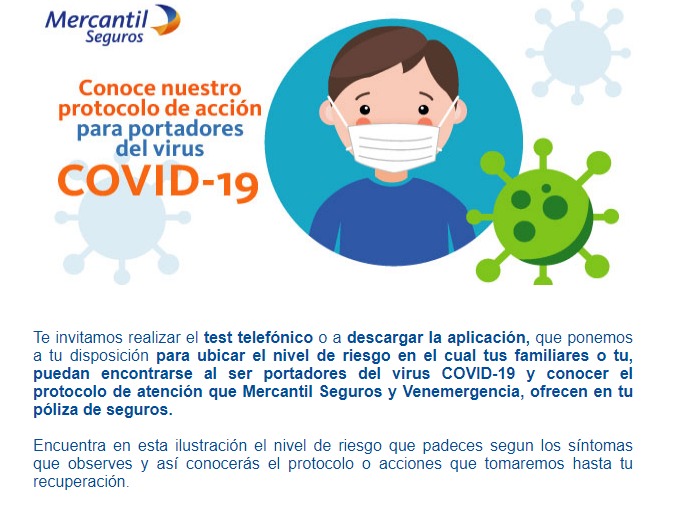 Mercantil
Seguros
Conoce nuestro
protocolo de acción
para portadores
del virus
COVID-19
Te invitamos realizar el test telefónico o a descargar la aplicación, que ponemos
a tu disposición para ubicar el nivel de riesgo en el cual tus familiares o tu,
puedan encontrarse al ser portadores del virus COVID-19 y conocer el
protocolo de atención que Mercantil Seguros y Venemergencia, ofrecen en tu
póliza de seguros.
Encuentra en esta ilustración el nivel de riesgo que padeces segun los síntomas
que observes y así conocerás el protocolo o acciones que tomaremos hasta tu
recuperación.